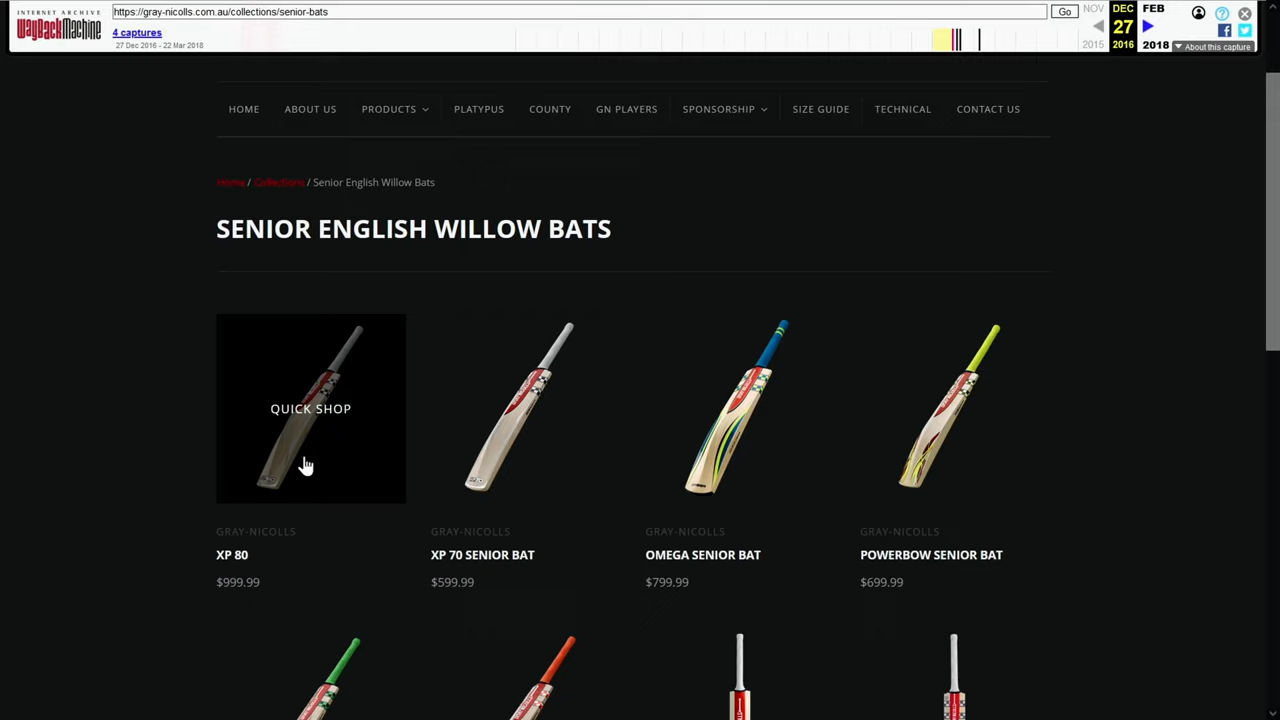 INTERNET ARCHIVE
WayBackMachine
https://gray-nicolls.com.au/collections/senior-bats
Go
NOV
DEC
FEB
4 captures
27
27 Dec 2016 - 22 Mar 2018
2015
2016
2018
About this capture
HOME
ABOUT US
PRODUCTS
PLATYPUS
COUNTY
GN PLAYERS
SPONSORSHIP
SIZE GUIDE
TECHNICAL
CONTACT US
Home / Collections / Senior English Willow Bats
SENIOR ENGLISH WILLOW BATS
QUICK SHOP
GRAY-NICOLLS
GRAY-NICOLLS
GRAY-NICOLLS
GRAY-NICOLLS
XP 80
XP 70 SENIOR BAT
OMEGA SENIOR BAT
POWERBOW SENIOR BAT
$999.99
$599.99
$799.99
$699.99